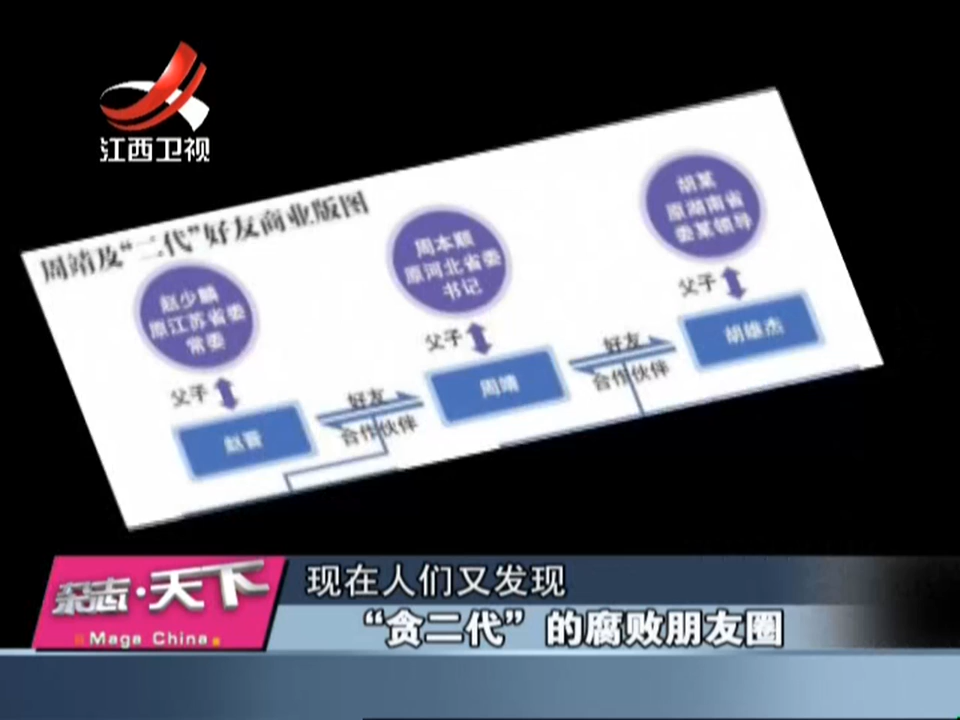 江西卫视
周靖及“二代”好友商业版图
胡某
原湖南省
委某领导
周本顺
原河北省委
书记
赵少麟
原江苏省委
常委
父子
父子
父子
胡雄杰
好友
合作伙伴
周靖
好友
合作伙伴
赵晋
杂志·天下
Maga China
现在人们又发现
“贪二代”的腐败朋友圈